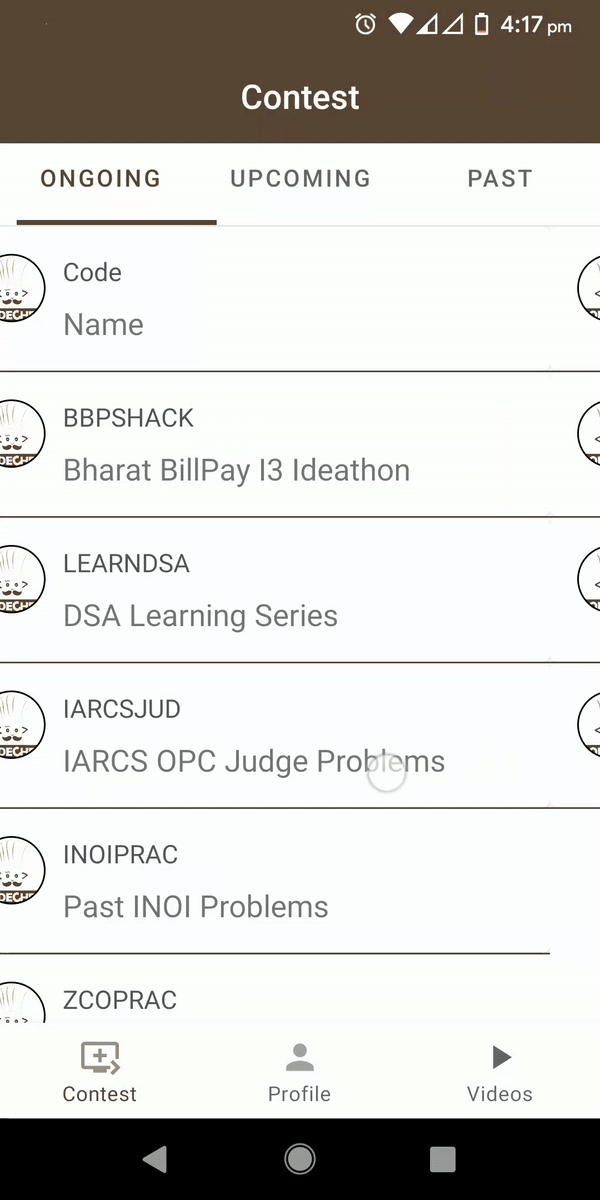 4:17 pm
Contest
ONGOING UPCOMING PAST
Code
Name
BBPSHACK
Bharat BillPay I3 Ideathon
LEARNDSA
DSA Learning Series
IARCSJUD
IARCS OPC Judge Problems
INOIPRAC
Past INOI Problems
ZCOPRAC
Contest Profile Videos